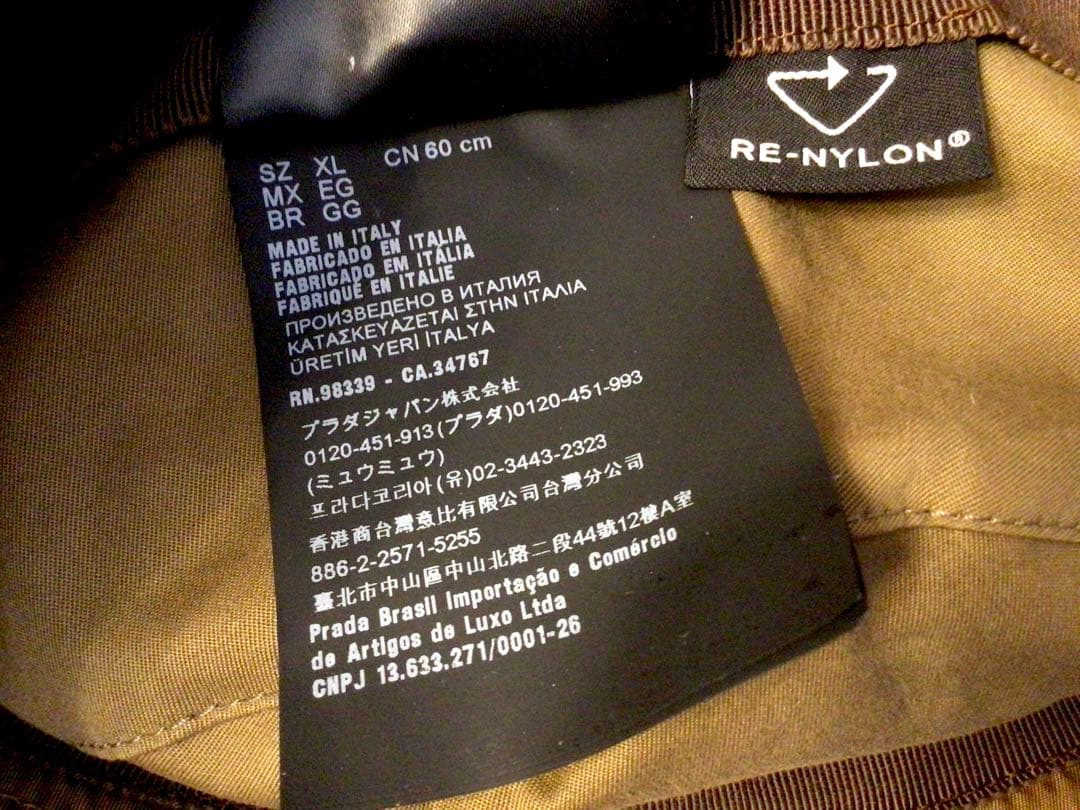 SZ XL CN 60 cm
MX EG
BR GG
MADE IN ITALY
FABRICADO EN ITALIA
FABRICADO EM ITÁLIA
FABRIQUÉ EN ITALIE
ПРОИЗВЕДЕНО В ИТАЛИЯ
ΚΑΤΑΣΚΕΥΑΖΕΤΑΙ ΣΤΗΝ ΙΤΑΛΙΑ
ÜRETİM YERİ İTALYA
RN.98339 - CA.34767
プラダジャパン株式会社
0120-451-913(プラダ)0120-451-993
(ミュウミュウ)
프라다코리아(유)02-3443-2323
香港商台灣意比有限公司台灣分公司
886-2-2571-5255
臺北市中山區中山北路二段44號12樓A室
Prada Brasil Importação e Comércio
de Artigos de Luxo Ltda
CNPJ 13.633.271/0001-26
RE-NYLON®